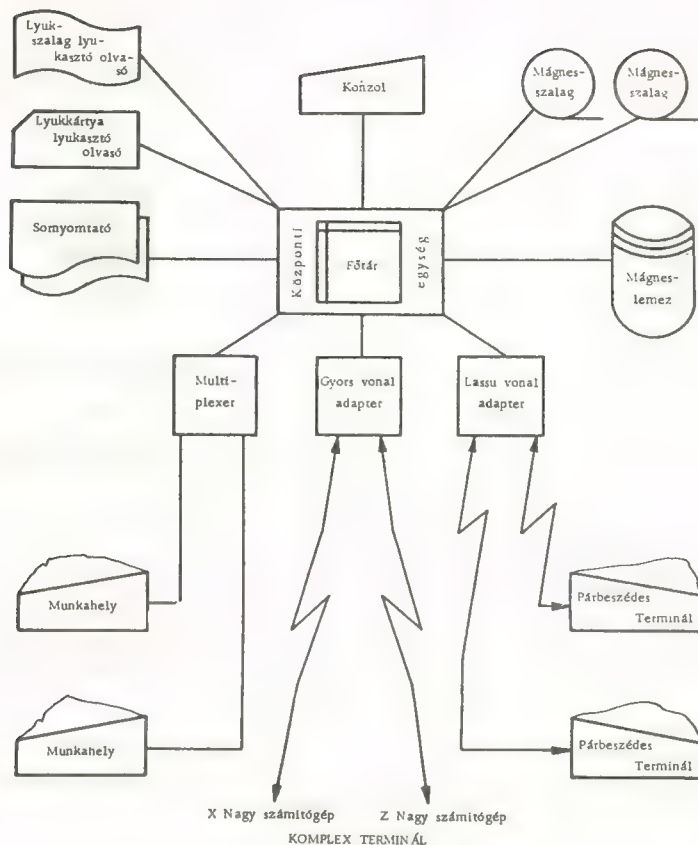 Lyuk-
szalag lyu-
kasztó olva-
só
Konzol
Mágnes-
szalag
Mágnes-
szalag
Lyukkártya
lyukasztó
olvasó
Sornyomtató
Központi
Főtár
egység
Mágnes-
lemez
Multi-
plexer
Gyors vonal
adapter
Lassu vonal
adapter
Munkahely
Párbeszédes
Terminál
Munkahely
Párbeszédes
Terminál
X Nagy számitógép
Z Nagy számitógép
KOMPLEX TERMINÁL